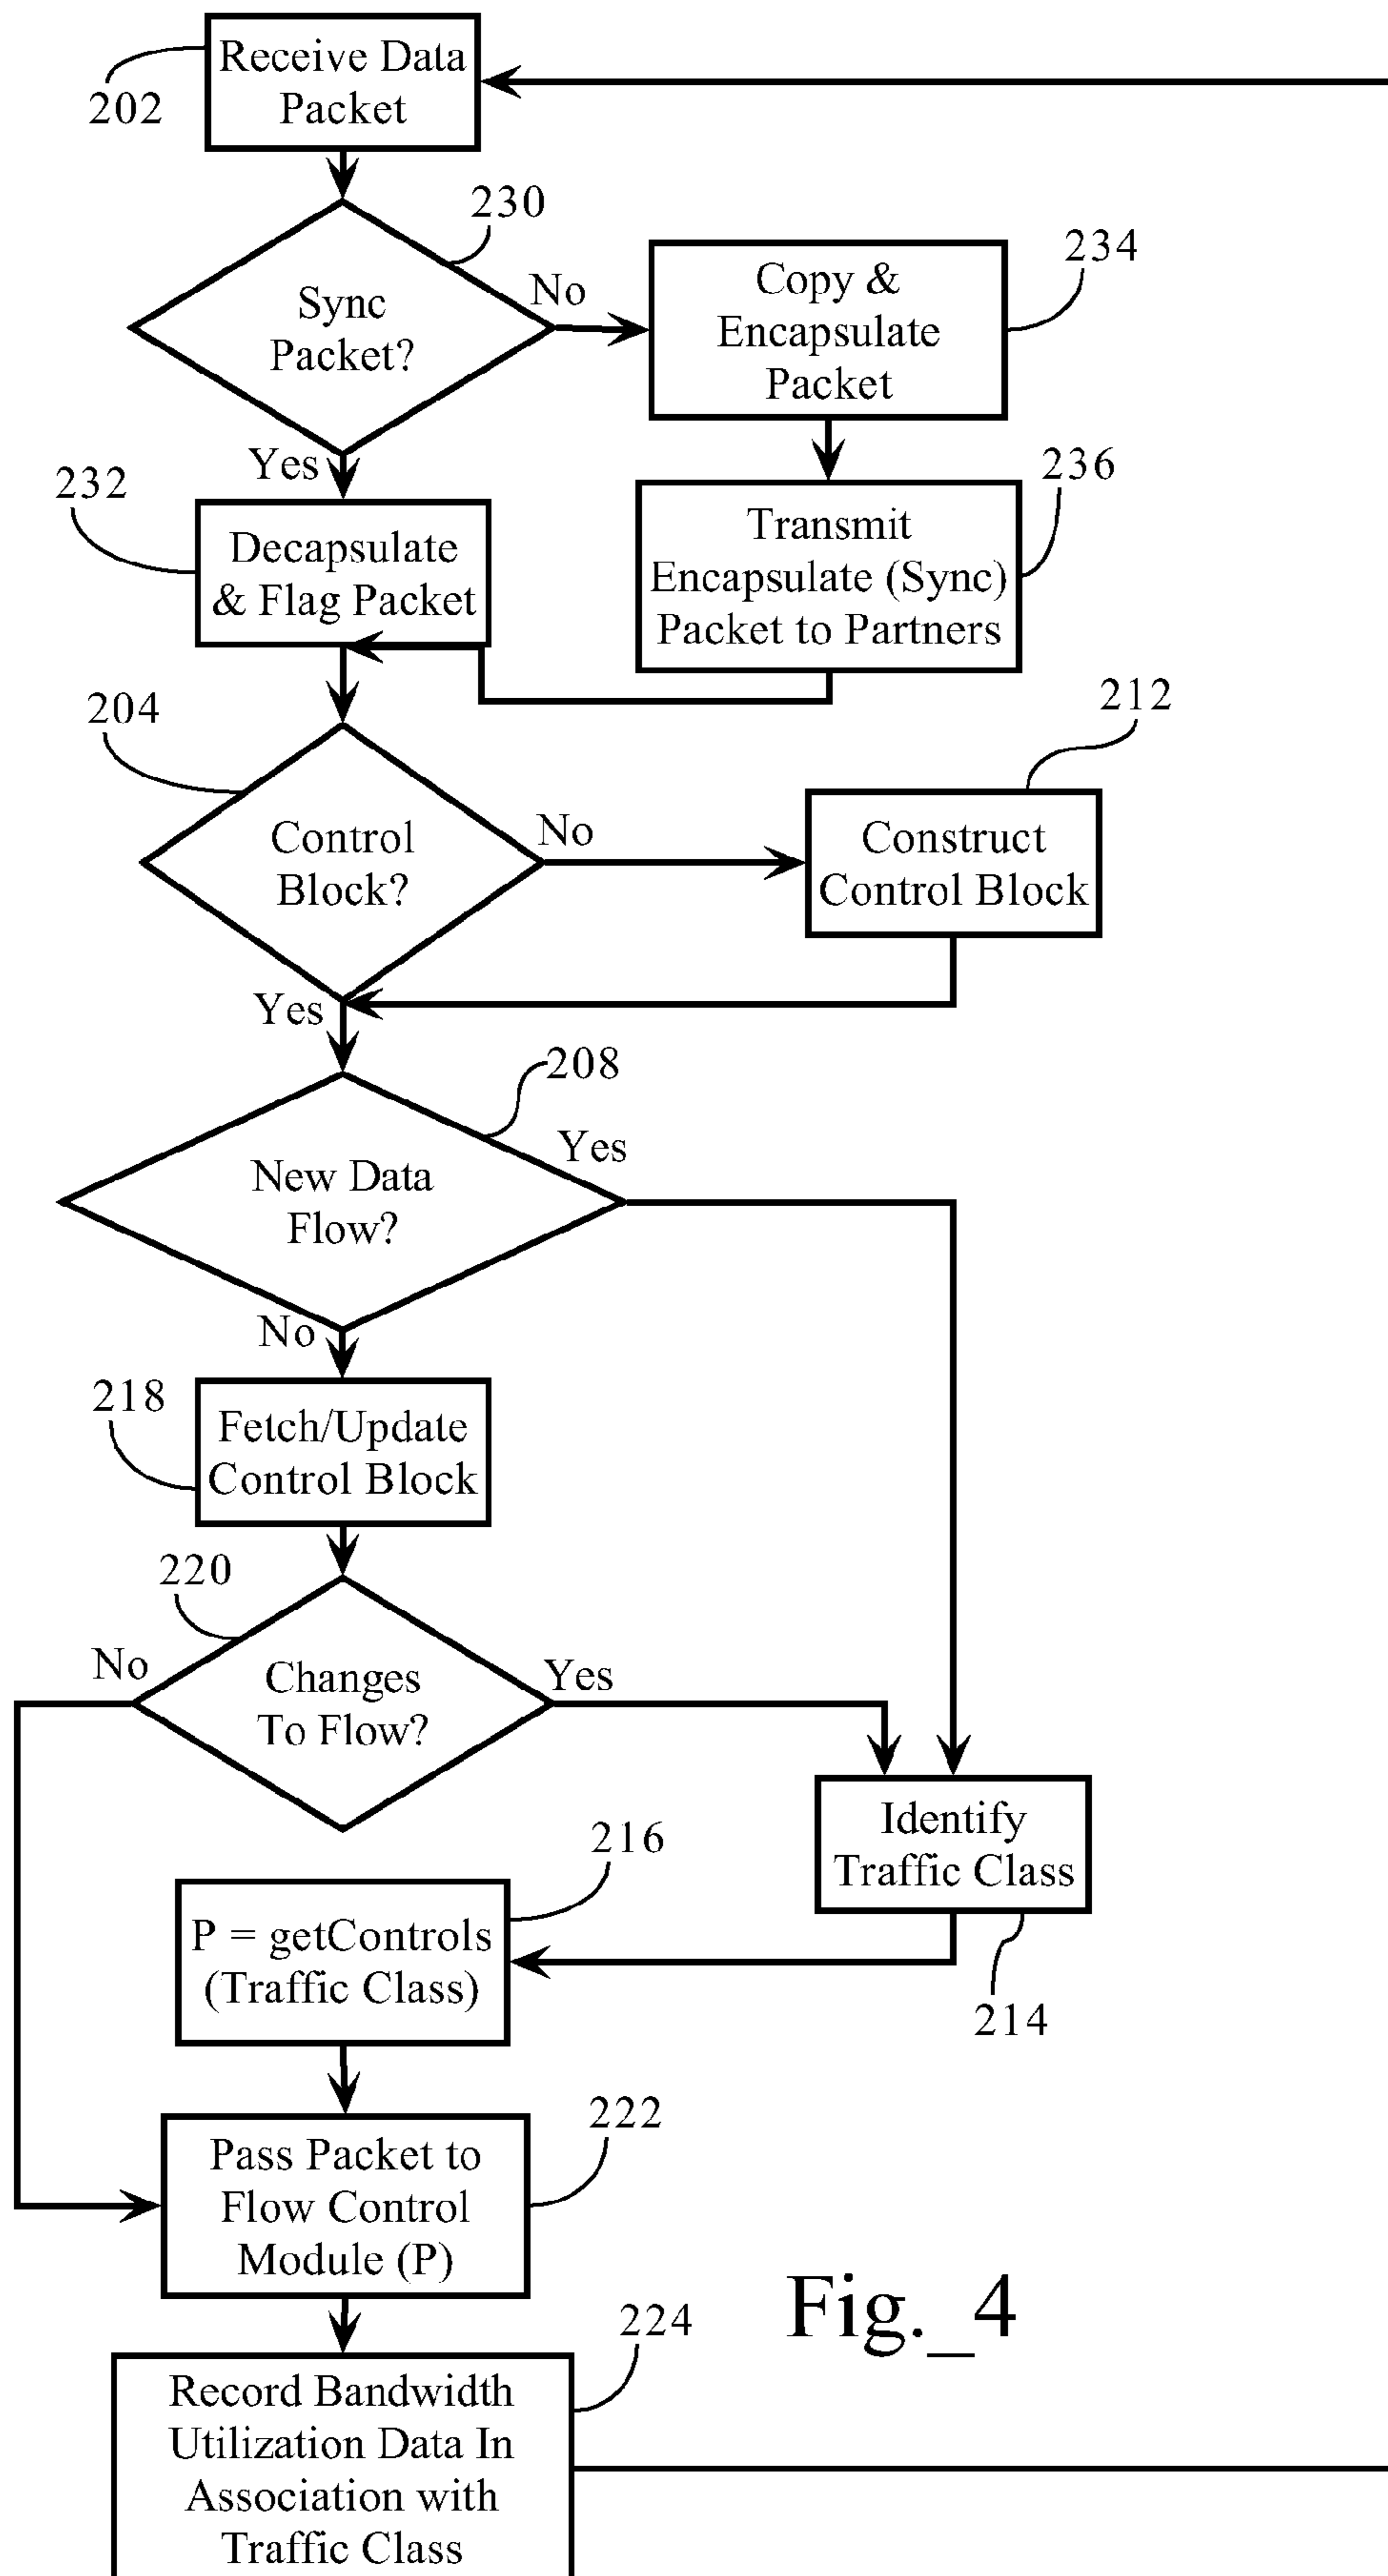 Receive Data
Packet
202
230
Sync
Packet?
No
Copy &
Encapsulate
Packet
234
Yes
232
Decapsulate
& Flag Packet
Transmit
Encapsulate (Sync)
Packet to Partners
236
204
Control
Block?
No
212
Construct
Control Block
Yes
208
New Data
Flow?
Yes
No
218
Fetch/Update
Control Block
220
No
Changes
To Flow?
Yes
Identify
Traffic Class
214
216
P = getControls
(Traffic Class)
222
Pass Packet to
Flow Control
Module (P)
Fig._4
224
Record Bandwidth
Utilization Data In
Association with
Traffic Class